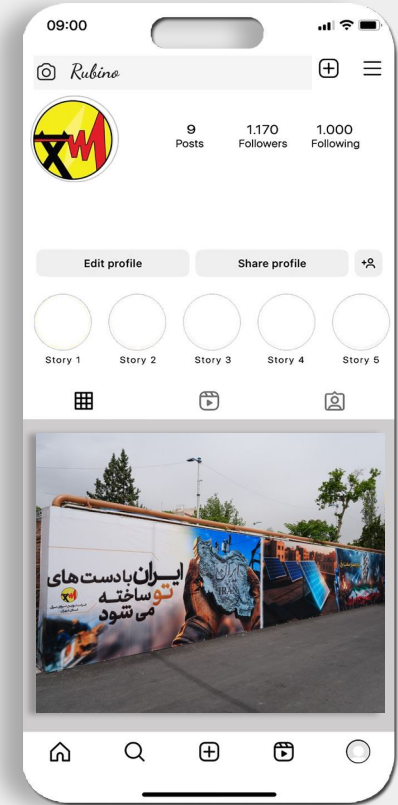 09:00
Rubino
9
Posts
1.170
Followers
1.000
Following
Edit profile
Share profile
Story 1
Story 2
Story 3
Story 4
Story 5
ایران با دست‌های
تو ساخته
می شود
IRAN